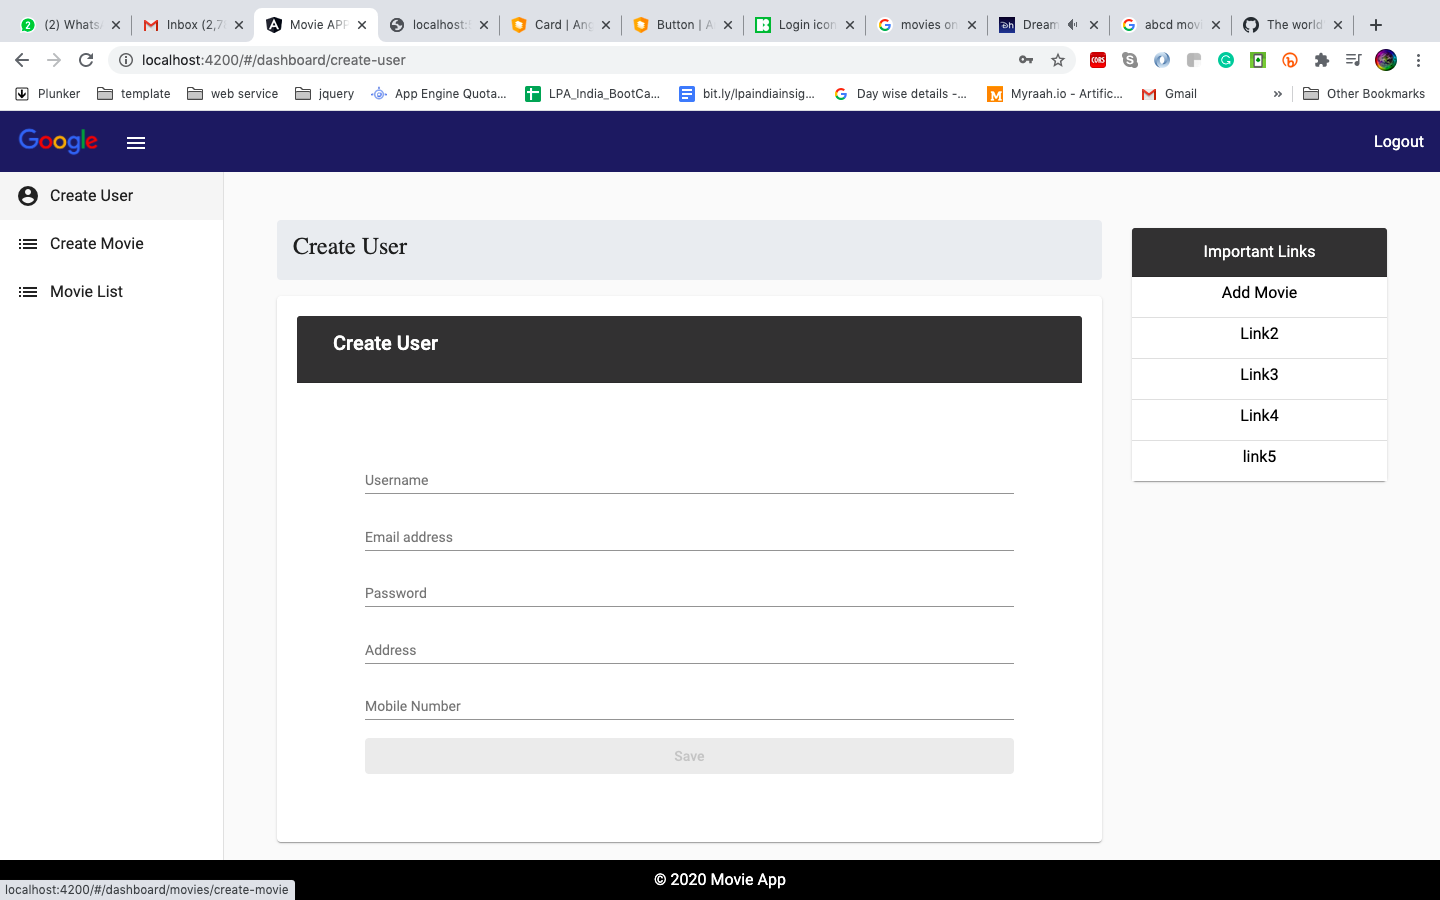 (2) Whats
Inbox (2,7
Movie APP
localhost:
Card | Ang
Button | A
Login icon
movies on
Dream
abcd movi
The world
localhost:4200/#/dashboard/create-user
CORS
Plunker
template
web service
jquery
App Engine Quota...
LPA_India_BootCa...
bit.ly/lpaindiainsig...
Day wise details -...
Myraah.io - Artific...
Gmail
»
Other Bookmarks
Google
Logout
Create User
Create Movie
Movie List
Create User
Create User
Username
Email address
Password
Address
Mobile Number
Save
Important Links
Add Movie
Link2
Link3
Link4
link5
© 2020 Movie App
localhost:4200/#/dashboard/movies/create-movie